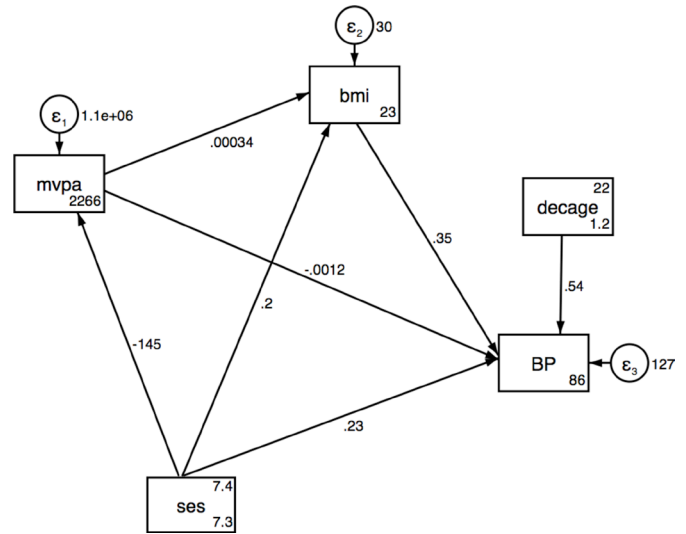 ε2 30
bmi
23
ε1 1.1e+06
.00034
mvpa
2266
22
decage
1.2
.35
-.0012
.54
.2
-145
BP
86
ε3 127
.23
7.4
ses
7.3